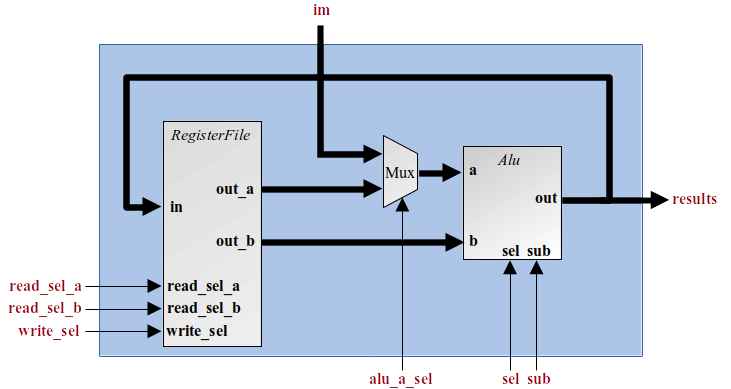 im
RegisterFile
Alu
Mux
a
out_a
out
results
in
out_b
b
sel sub
read_sel_a
read_sel_a
read_sel_b
read_sel_b
write_sel
write_sel
alu_a_sel
sel sub